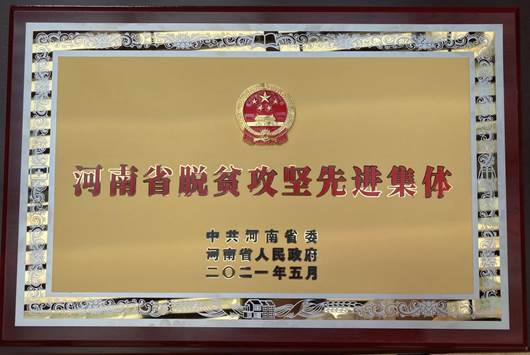 河南省脱贫攻坚先进集体
中共河南省委
河南省人民政府
二〇二一年五月